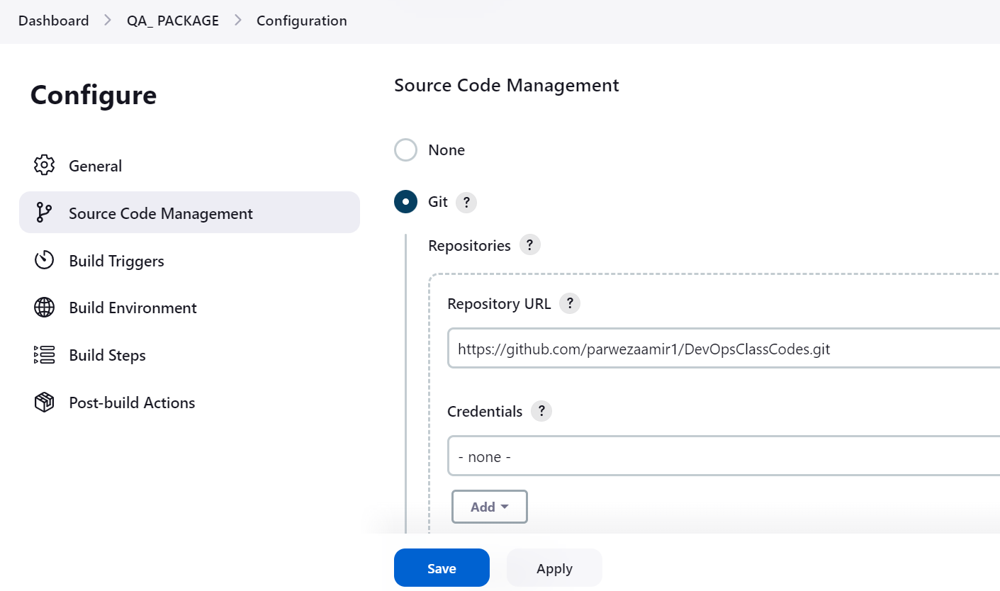 Dashboard > QA_ PACKAGE > Configuration
Configure
General
Source Code Management
Build Triggers
Build Environment
Build Steps
Post-build Actions
Source Code Management
None
Git ?
Repositories ?
Repository URL ?
https://github.com/parwezaamir1/DevOpsClassCodes.git
Credentials ?
- none -
Add
Save Apply